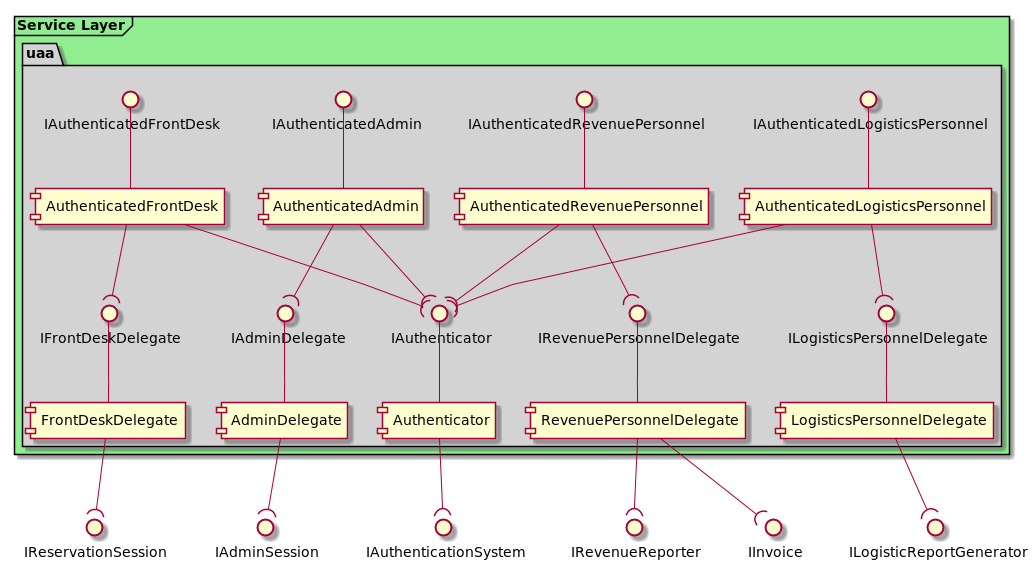 Service Layer
uaa
IAuthenticatedFrontDesk
IAuthenticatedAdmin
IAuthenticatedRevenuePersonnel
IAuthenticatedLogisticsPersonnel
AuthenticatedFrontDesk
AuthenticatedAdmin
AuthenticatedRevenuePersonnel
AuthenticatedLogisticsPersonnel
IFrontDeskDelegate
IAdminDelegate
IAuthenticator
IRevenuePersonnelDelegate
ILogisticsPersonnelDelegate
FrontDeskDelegate
AdminDelegate
Authenticator
RevenuePersonnelDelegate
LogisticsPersonnelDelegate
IReservationSession
IAdminSession
IAuthenticationSystem
IRevenueReporter
IInvoice
ILogisticReportGenerator